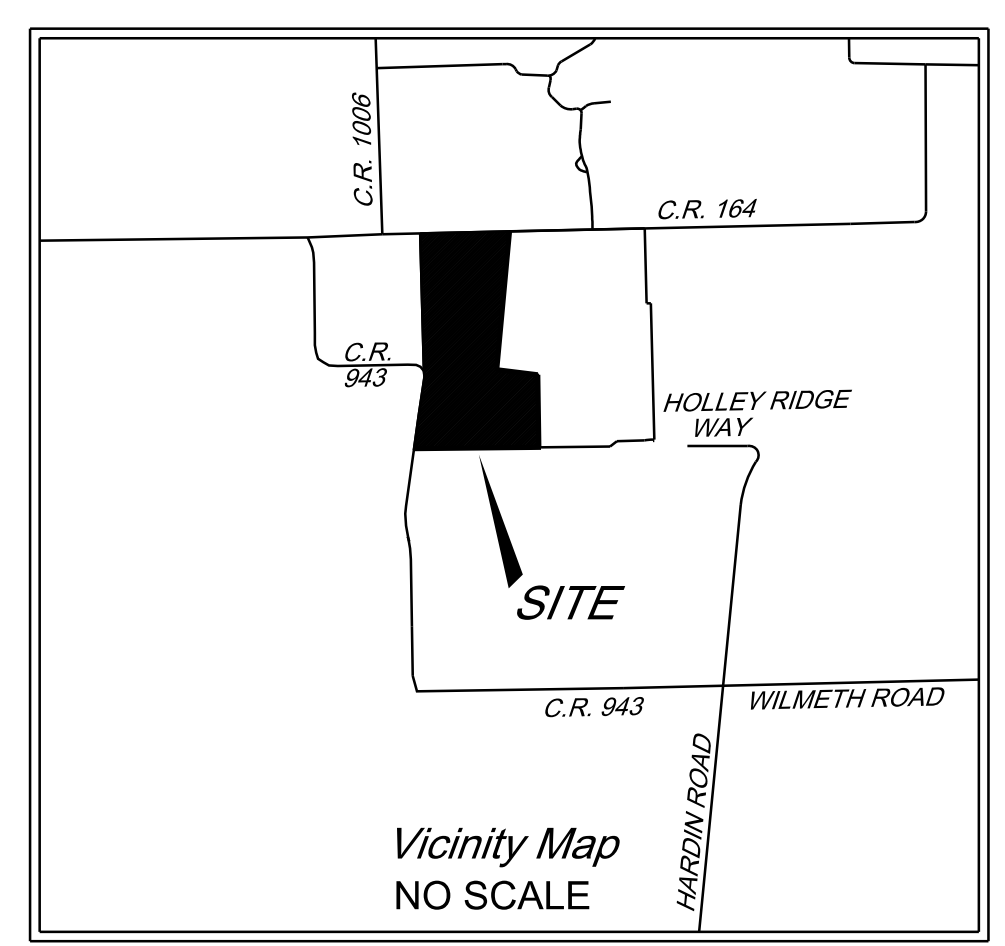 C.R. 1006
C.R. 164
C.R.
943
HOLLEY RIDGE
WAY
SITE
C.R. 943
WILMETH ROAD
HARDIN ROAD
Vicinity Map
NO SCALE